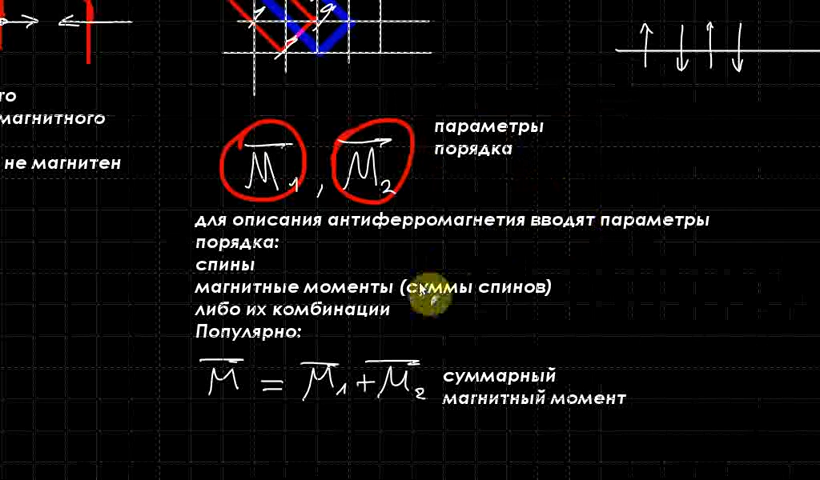 го
магнитного
не магнитен
M₁ , M₂
параметры
порядка
для описания антиферромагнетия вводят параметры
порядка:
спины
магнитные моменты (суммы спинов)
либо их комбинации
Популярно:
M = M₁ + M₂
суммарный
магнитный момент